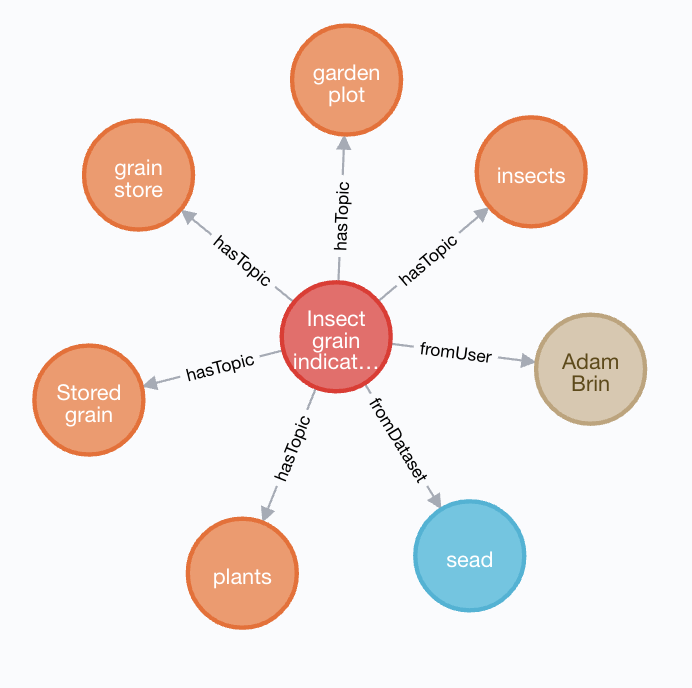 garden
plot
grain
store
insects
hasTopic
hasTopic
hasTopic
Insect
grain
indicat…
fromUser
Adam
Brin
hasTopic
Stored
grain
hasTopic
fromDataset
plants
sead